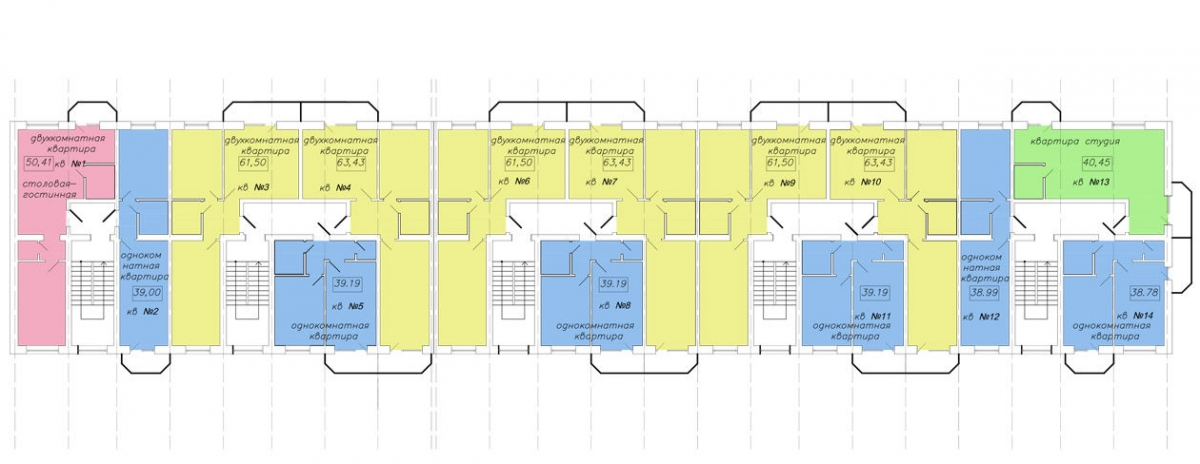 двухкомнатная
квартира
50,41 кв №1
столовая-
гостинная
одноком
натная
квартира
39,00
кв №2
двухкомнатная
квартира
61,50
кв №3
двухкомнатная
квартира
63,43
кв №4
39.19
кв №5
однокомнатная
квартира
двухкомнатная
квартира
61,50
кв №6
двухкомнатная
квартира
63,43
кв №7
39.19
кв №8
однокомнатная
квартира
двухкомнатная
квартира
61,50
кв №9
двухкомнатная
квартира
63,43
кв №10
39.19
кв №11
однокомнатная
квартира
одноком
натная
квартира
38.99
кв №12
квартира студия
40,45
кв №13
38.78
кв №14
однокомнатная
квартира